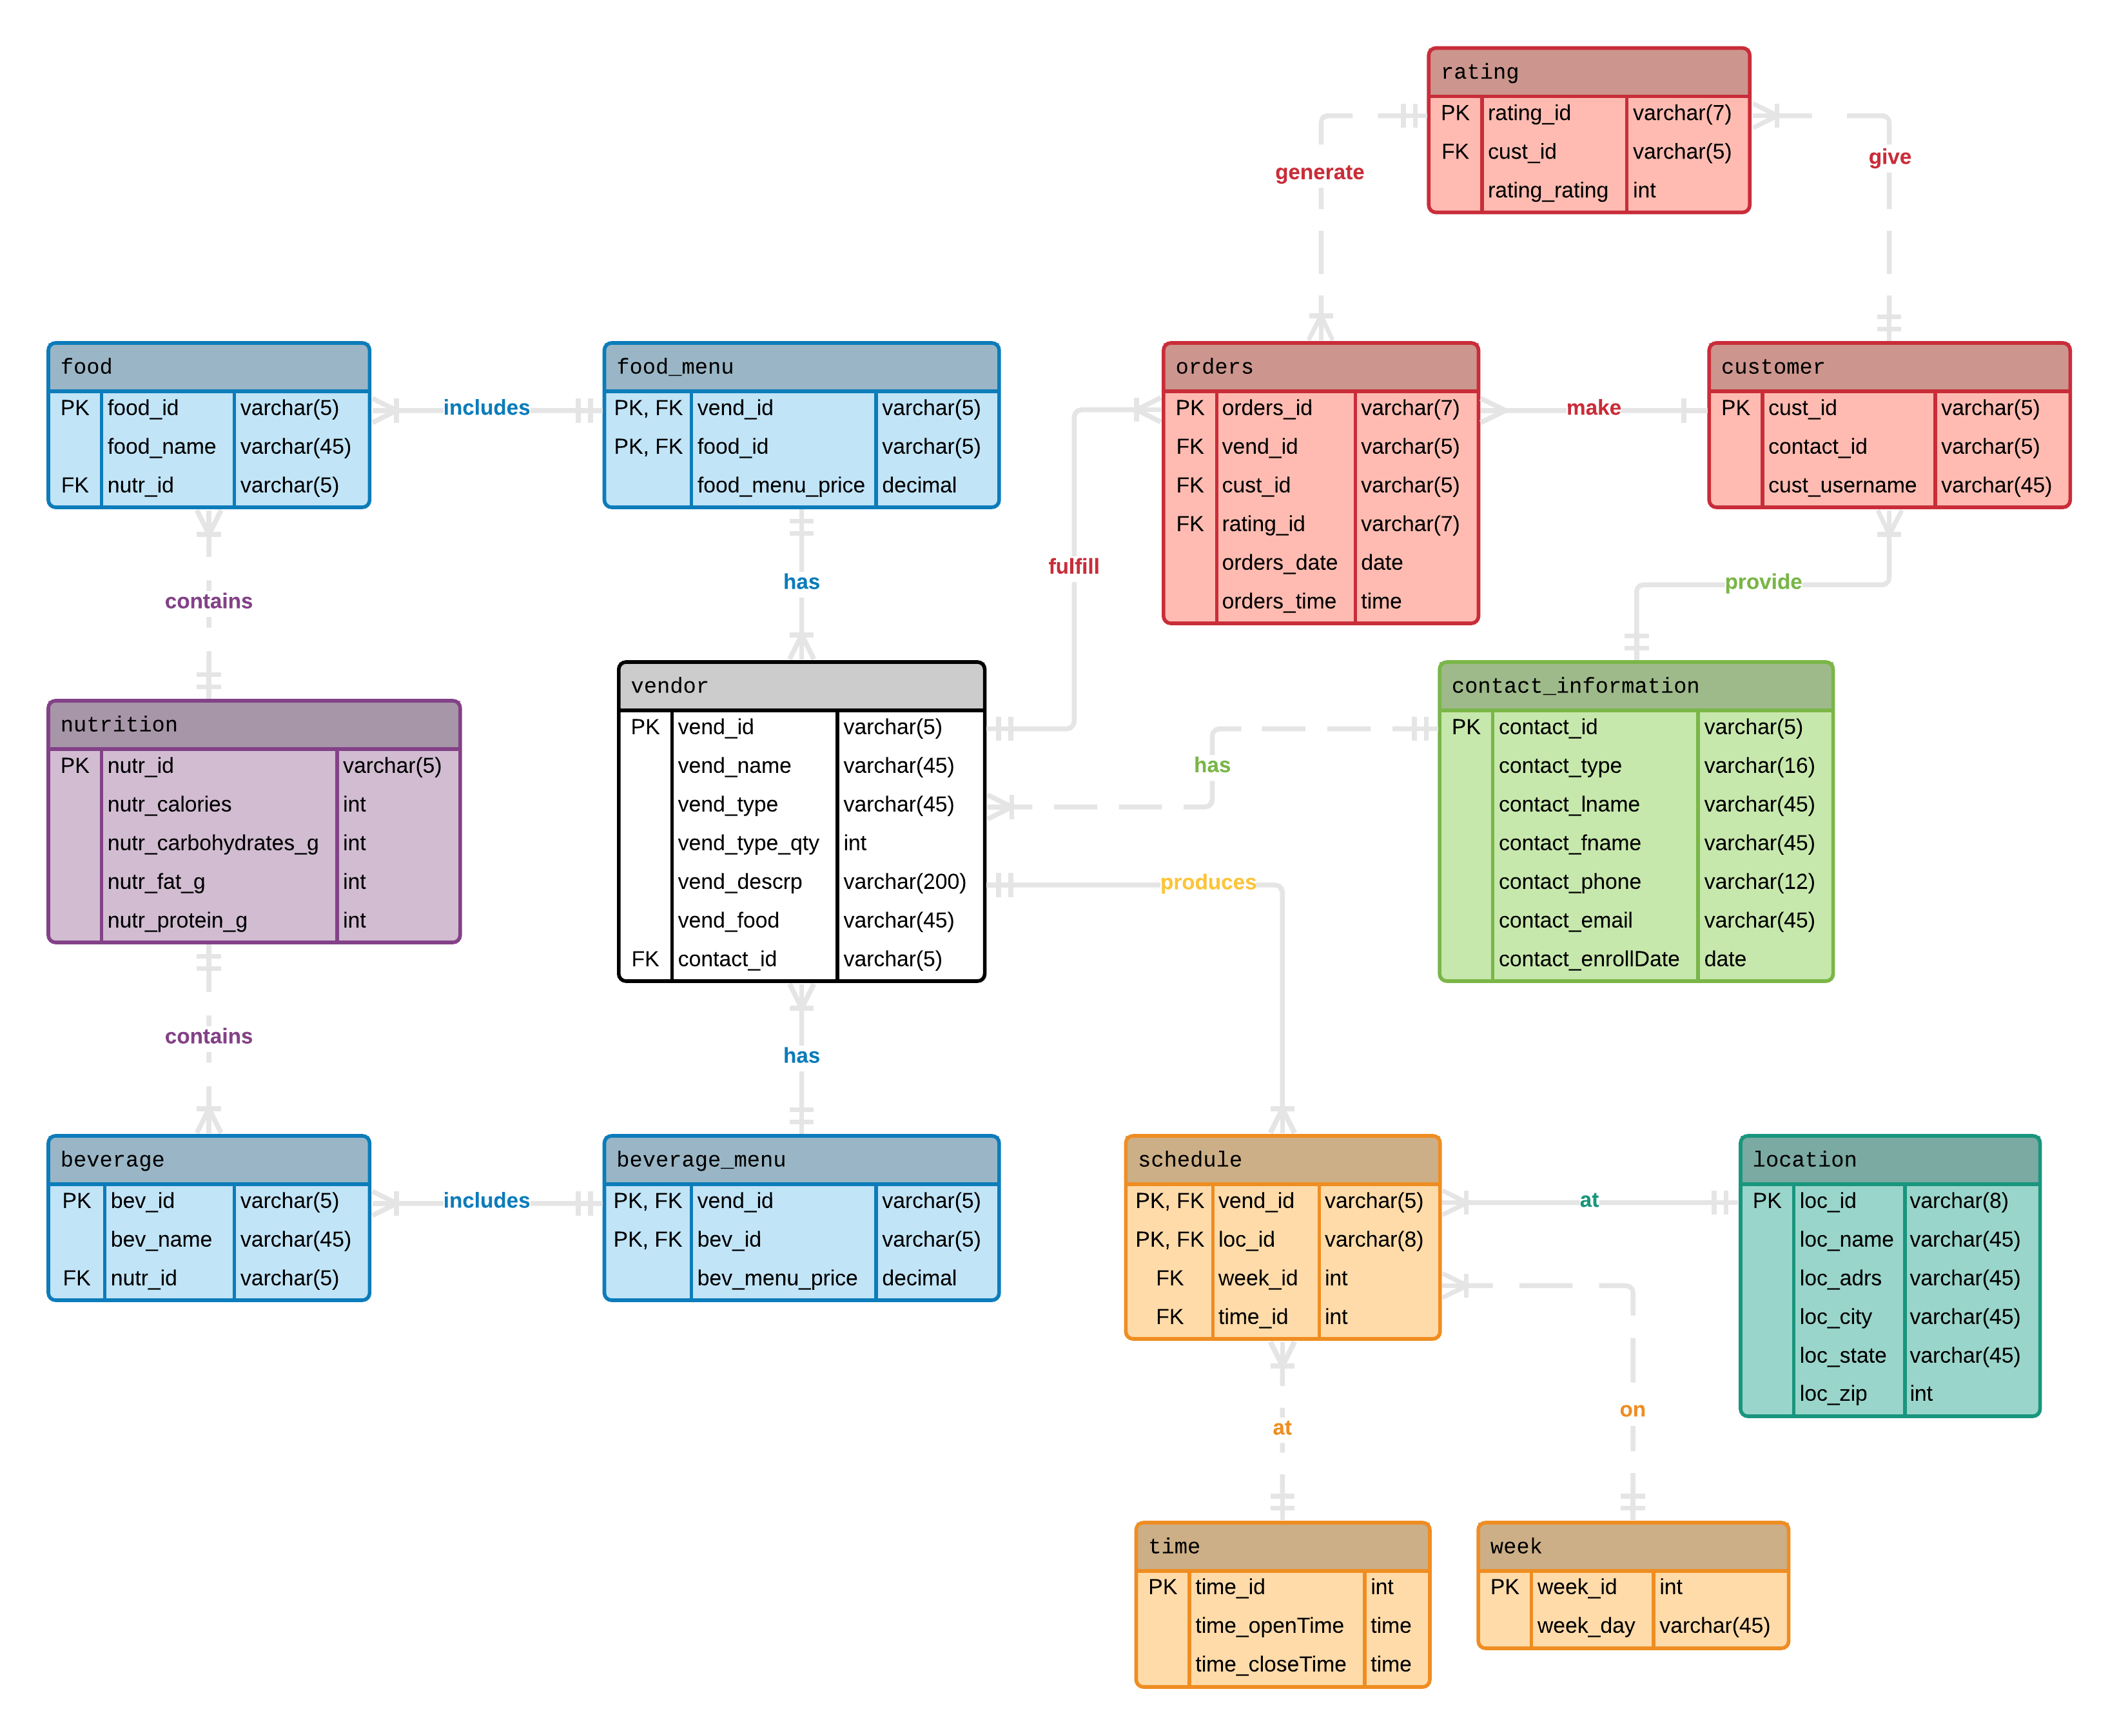 rating
PK rating_id varchar(7)
FK cust_id varchar(5)
rating_rating int
generate
give
food
PK food_id varchar(5)
food_name varchar(45)
FK nutr_id varchar(5)
includes
food_menu
PK, FK vend_id varchar(5)
PK, FK food_id varchar(5)
food_menu_price decimal
orders
PK orders_id varchar(7)
FK vend_id varchar(5)
FK cust_id varchar(5)
FK rating_id varchar(7)
orders_date date
orders_time time
make
customer
PK cust_id varchar(5)
contact_id varchar(5)
cust_username varchar(45)
contains
has
fulfill
provide
nutrition
PK nutr_id varchar(5)
nutr_calories int
nutr_carbohydrates_g int
nutr_fat_g int
nutr_protein_g int
vendor
PK vend_id varchar(5)
vend_name varchar(45)
vend_type varchar(45)
vend_type_qty int
vend_descrp varchar(200)
vend_food varchar(45)
FK contact_id varchar(5)
has
produces
contact_information
PK contact_id varchar(5)
contact_type varchar(16)
contact_lname varchar(45)
contact_fname varchar(45)
contact_phone varchar(12)
contact_email varchar(45)
contact_enrollDate date
contains
has
beverage
PK bev_id varchar(5)
bev_name varchar(45)
FK nutr_id varchar(5)
includes
beverage_menu
PK, FK vend_id varchar(5)
PK, FK bev_id varchar(5)
bev_menu_price decimal
schedule
PK, FK vend_id varchar(5)
PK, FK loc_id varchar(8)
FK week_id int
FK time_id int
at
location
PK loc_id varchar(8)
loc_name varchar(45)
loc_adrs varchar(45)
loc_city varchar(45)
loc_state varchar(45)
loc_zip int
at
on
time
PK time_id int
time_openTime time
time_closeTime time
week
PK week_id int
week_day varchar(45)